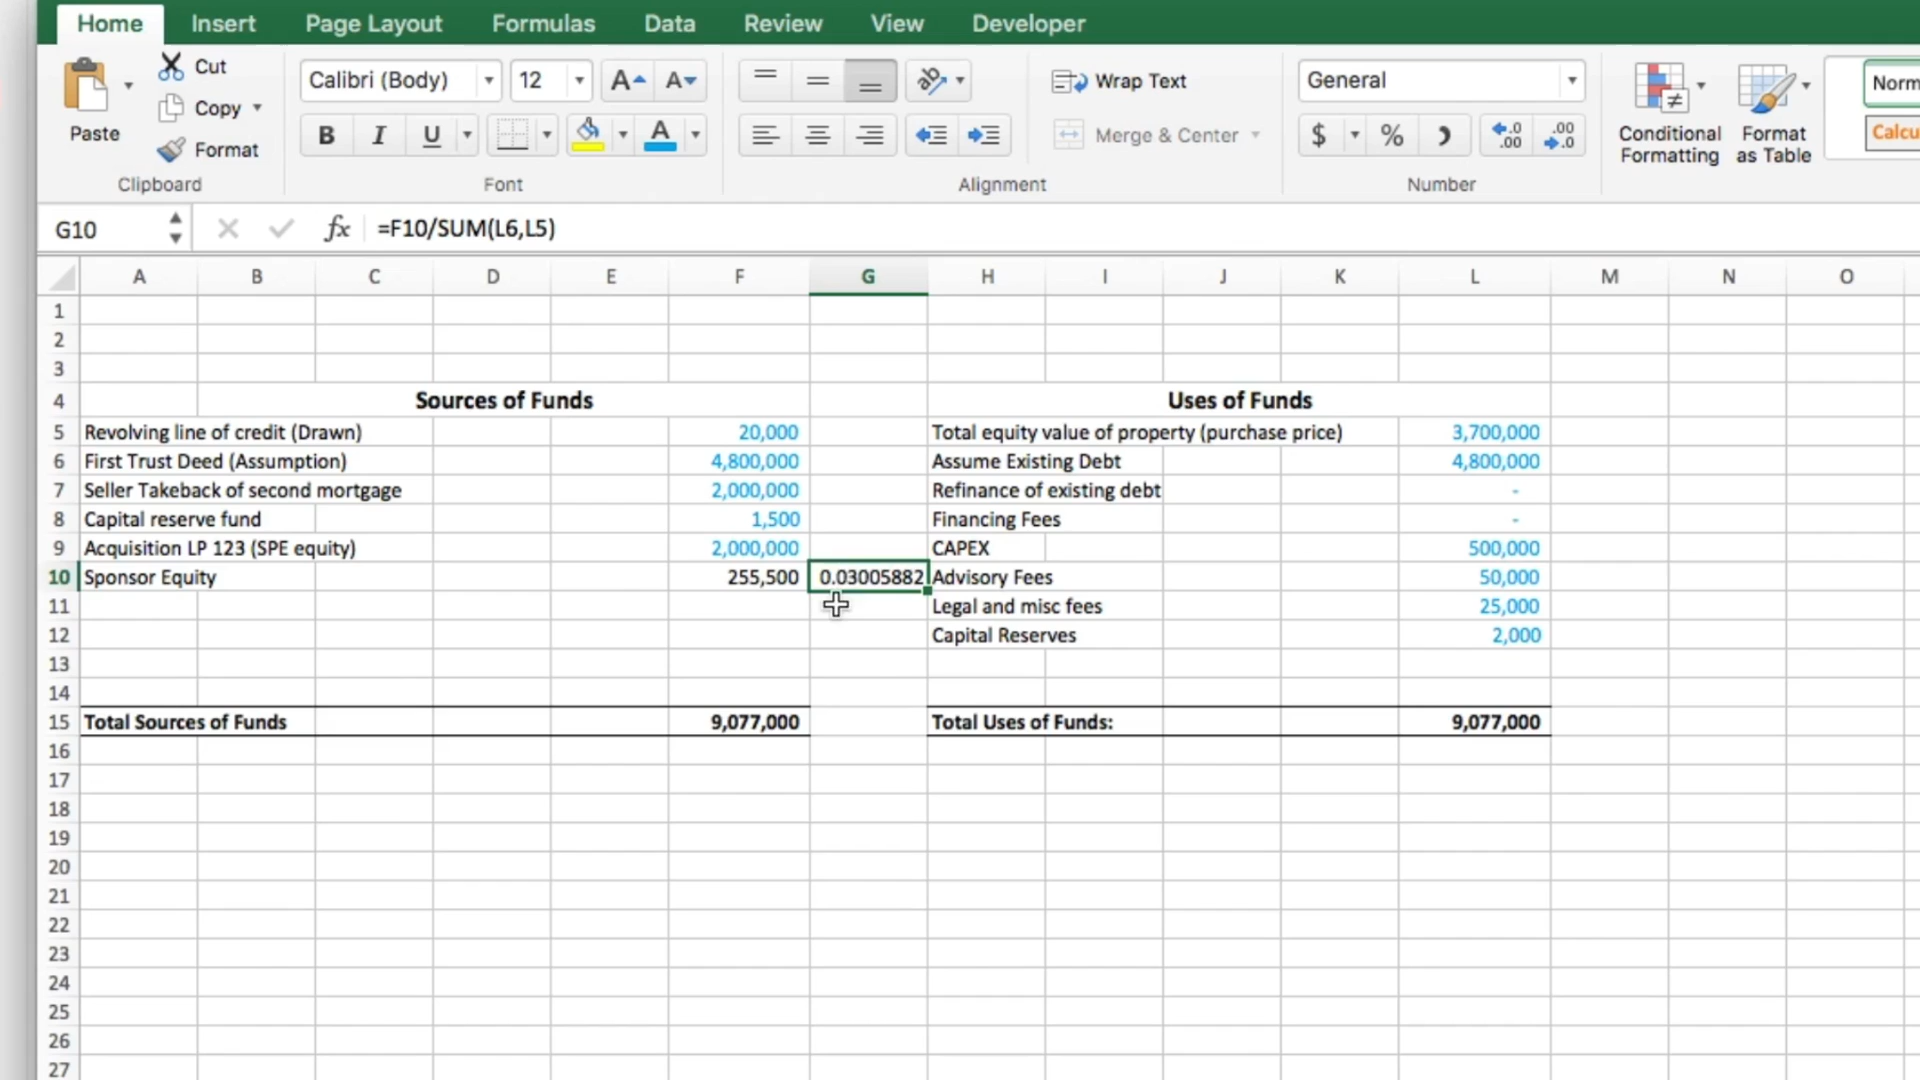 Home Insert Page Layout Formulas Data Review View Developer
Paste Cut Copy Format
Clipboard
Calibri (Body) 12 A A
B I U A
Font
ab
Wrap Text
Merge & Center
Alignment
General
$ % .0 .00 .00 .0
Number
Conditional Formatting
Format as Table
Norm
Calcu
G10 fx =F10/SUM(L6,L5)
A B C D E F G H I J K L M N O
1
2
3
4 Sources of Funds Uses of Funds
5 Revolving line of credit (Drawn) 20,000 Total equity value of property (purchase price) 3,700,000
6 First Trust Deed (Assumption) 4,800,000 Assume Existing Debt 4,800,000
7 Seller Takeback of second mortgage 2,000,000 Refinance of existing debt -
8 Capital reserve fund 1,500 Financing Fees -
9 Acquisition LP 123 (SPE equity) 2,000,000 CAPEX 500,000
10 Sponsor Equity 255,500 0.03005882 Advisory Fees 50,000
11 Legal and misc fees 25,000
12 Capital Reserves 2,000
13
14
15 Total Sources of Funds 9,077,000 Total Uses of Funds: 9,077,000
16
17
18
19
20
21
22
23
24
25
26
27